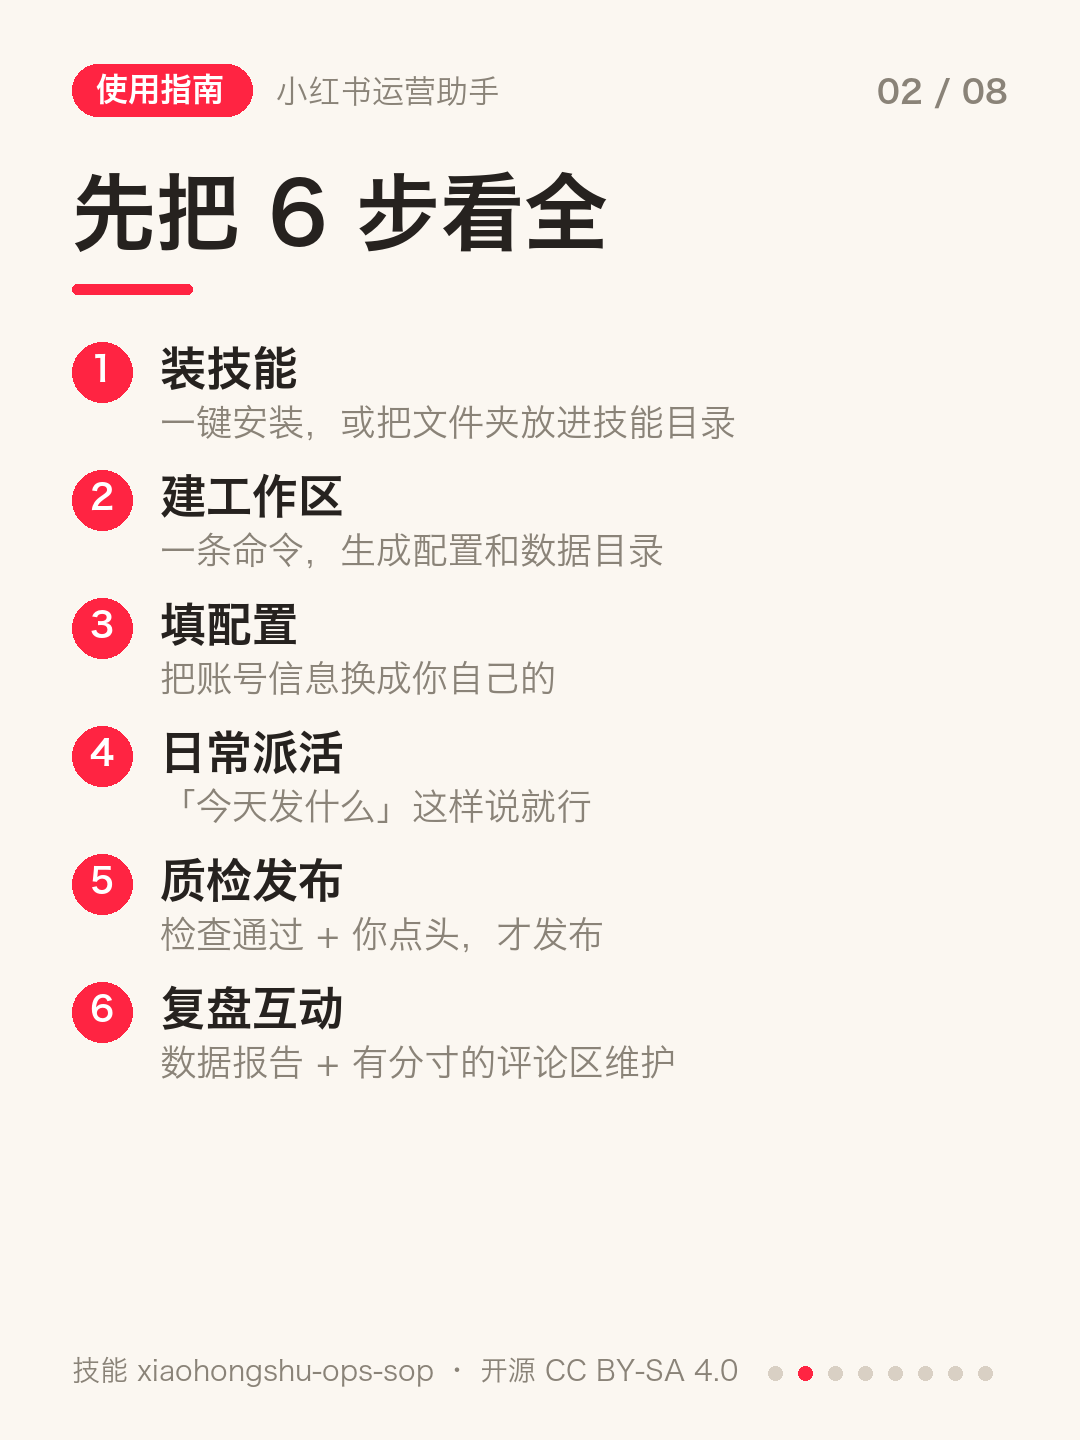 使用指南 小红书运营助手 02 / 08
先把 6 步看全
1 装技能
一键安装，或把文件夹放进技能目录
2 建工作区
一条命令，生成配置和数据目录
3 填配置
把账号信息换成你自己的
4 日常派活
「今天发什么」这样说就行
5 质检发布
检查通过 + 你点头，才发布
6 复盘互动
数据报告 + 有分寸的评论区维护
技能 xiaohongshu-ops-sop · 开源 CC BY-SA 4.0